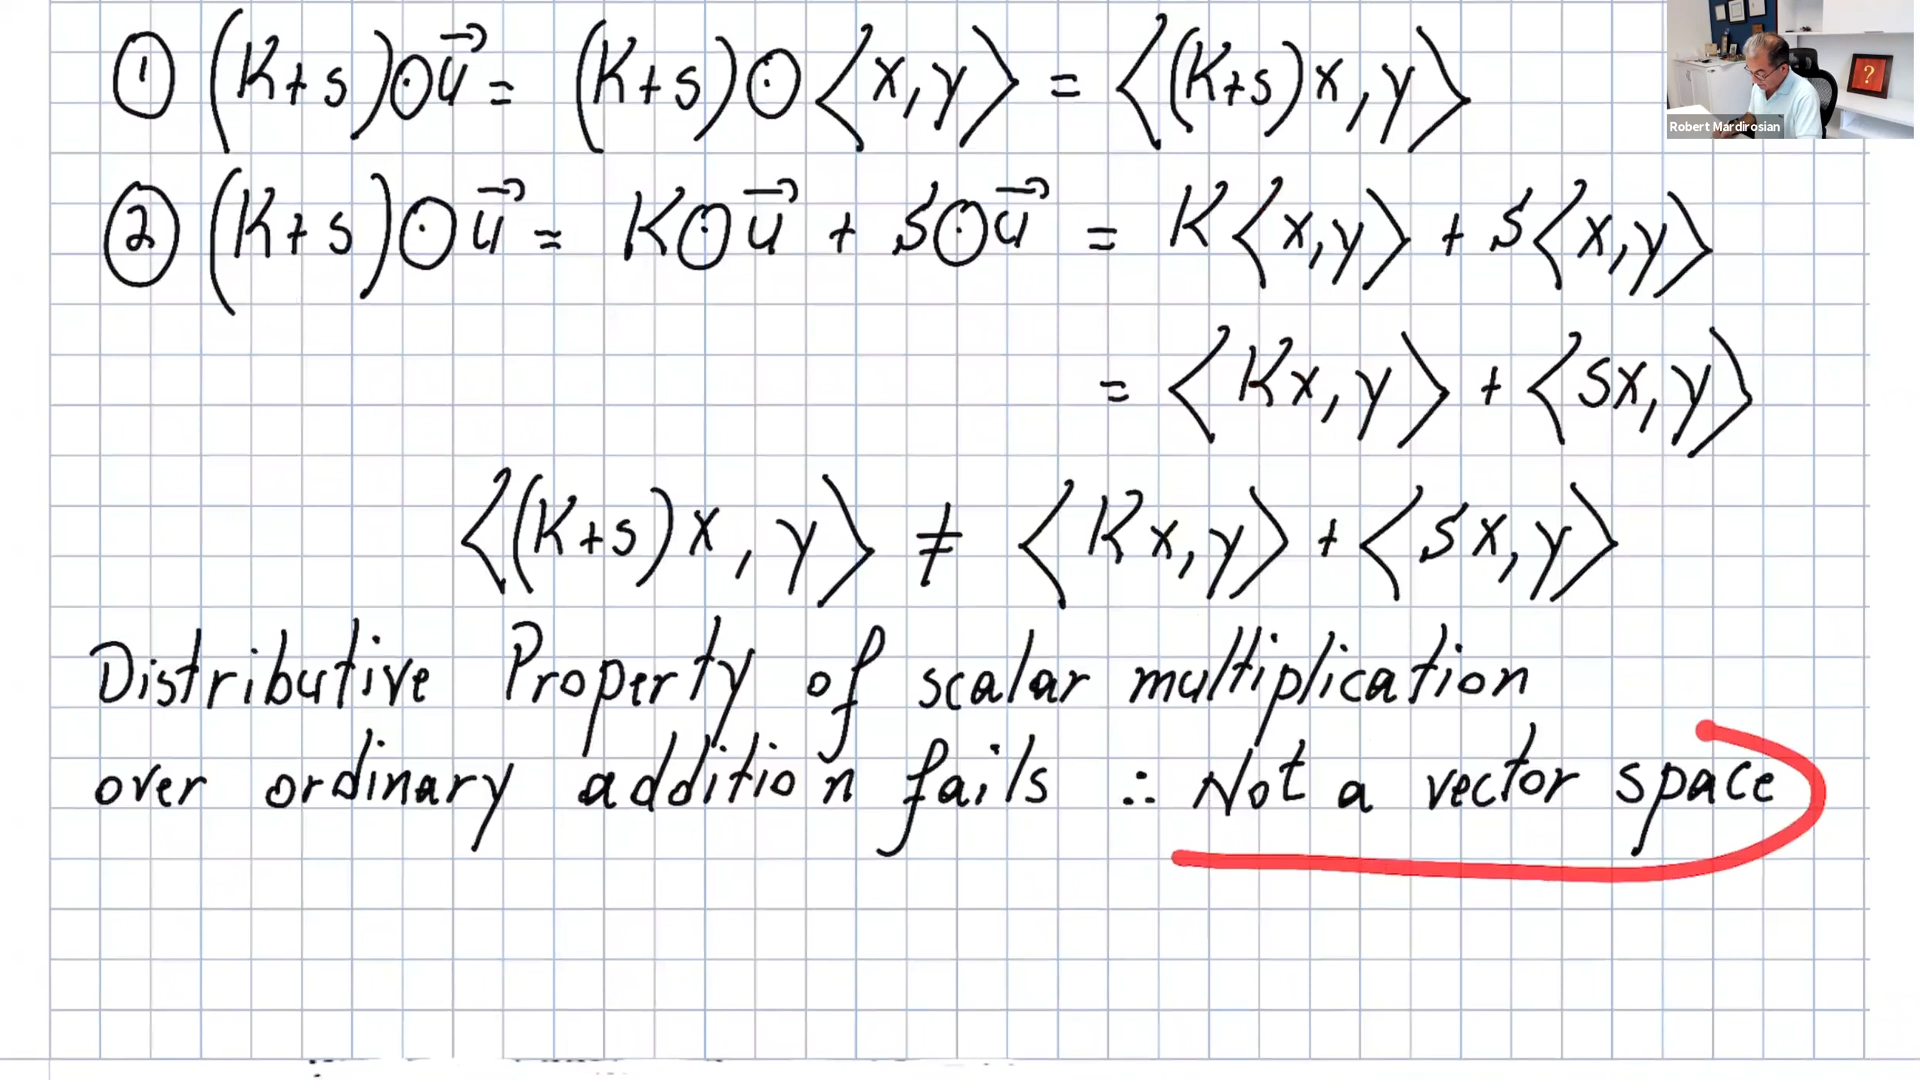 ① (K+s)⊙u⃗ = (K+s)⊙⟨x,y⟩ = ⟨(K+s)x,y⟩
Robert Mardirosian
?
② (K+s)⊙u⃗ = K⊙u⃗ + s⊙u⃗ = K⟨x,y⟩ + s⟨x,y⟩
= ⟨Kx,y⟩ + ⟨sx,y⟩
⟨(K+s)x,y⟩ ≠ ⟨Kx,y⟩ + ⟨sx,y⟩
Distributive Property of scalar multiplication
over ordinary addition fails ∴ Not a vector space